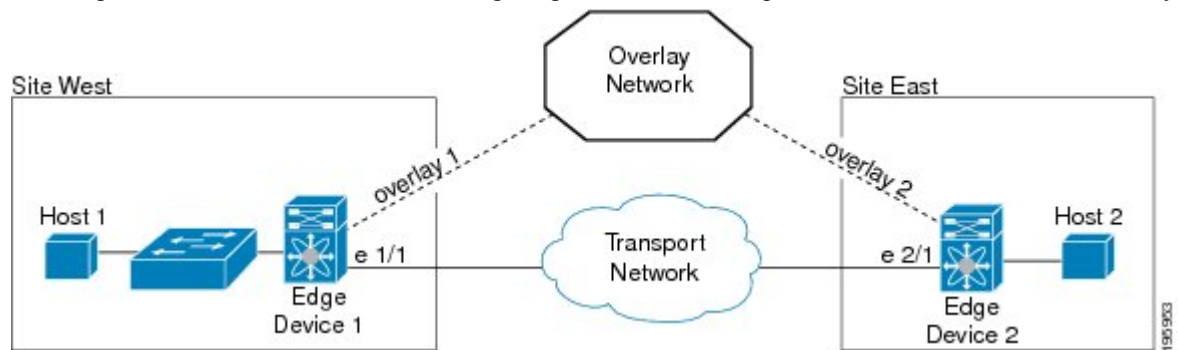 Overlay
Network
Site West
Site East
overlay 1
overlay 2
Host 1
Host 2
e 1/1
Transport
Network
e 2/1
Edge
Device 1
Edge
Device 2